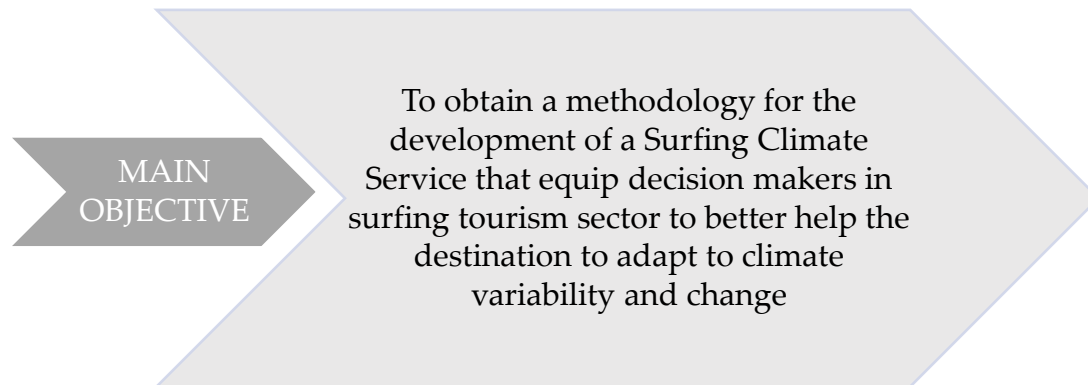 MAIN
OBJECTIVE
To obtain a methodology for the
development of a Surfing Climate
Service that equip decision makers in
surfing tourism sector to better help the
destination to adapt to climate
variability and change